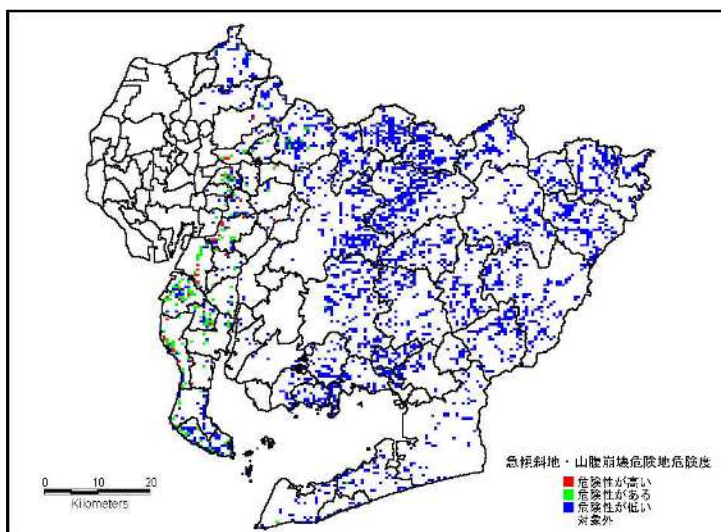 急傾斜地・山腹崩壊危険地危険度
危険性が高い
危険性がある
危険性が低い
対象外
0 10 20
Kilometers